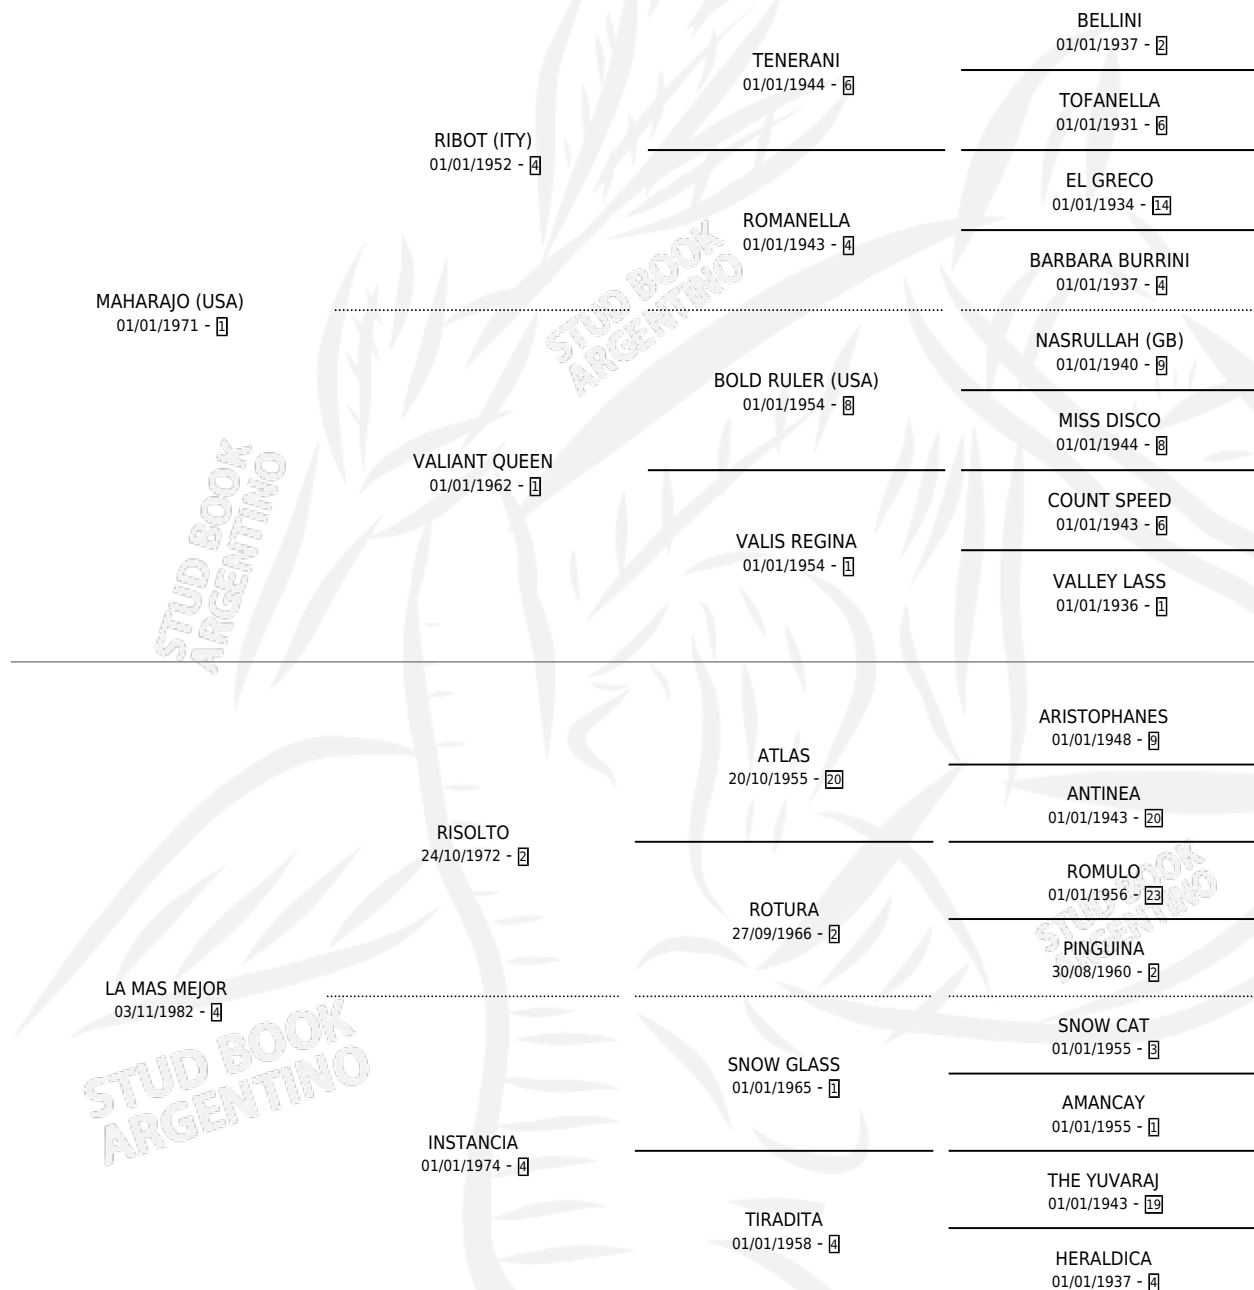 BELLINI
01/01/1937 - 2
TENERANI
01/01/1944 - 6
TOFANELLA
01/01/1931 - 6
RIBOT (ITY)
01/01/1952 - 4
EL GRECO
01/01/1934 - 14
ROMANELLA
01/01/1943 - 4
BARBARA BURRINI
01/01/1937 - 4
MAHARAJO (USA)
01/01/1971 - 1
STUD BOOK
ARGENTINO
NASRULLAH (GB)
01/01/1940 - 9
BOLD RULER (USA)
01/01/1954 - 8
MISS DISCO
01/01/1944 - 8
VALIANT QUEEN
01/01/1962 - 1
COUNT SPEED
01/01/1943 - 6
VALIS REGINA
01/01/1954 - 1
VALLEY LASS
01/01/1936 - 1
STUD BOOK
ARGENTINO
ARISTOPHANES
01/01/1948 - 9
ATLAS
20/10/1955 - 20
ANTINEA
01/01/1943 - 20
RISOLTO
24/10/1972 - 2
ROMULO
01/01/1956 - 23
STUD BOOK
ARGENTINO
ROTURA
27/09/1966 - 2
PINGUINA
30/08/1960 - 2
LA MAS MEJOR
03/11/1982 - 4
STUD BOOK
ARGENTINO
SNOW CAT
01/01/1955 - 3
SNOW GLASS
01/01/1965 - 1
AMANCAY
01/01/1955 - 1
INSTANCIA
01/01/1974 - 4
THE YUVARAJ
01/01/1943 - 19
TIRADITA
01/01/1958 - 4
HERALDICA
01/01/1937 - 4